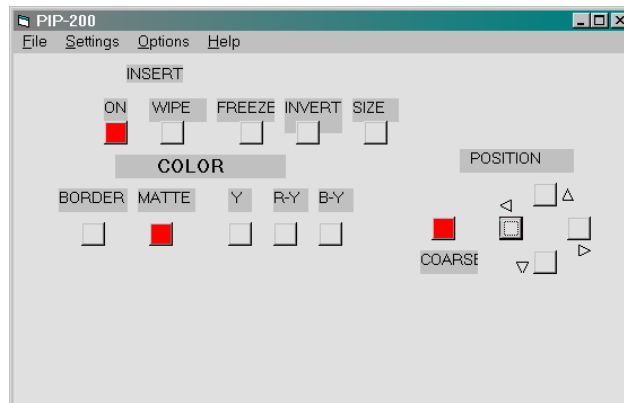 PIP-200
File Settings Options Help
INSERT
ON WIPE FREEZE INVERT SIZE
COLOR
POSITION
BORDER MATTE Y R-Y B-Y
COARSE